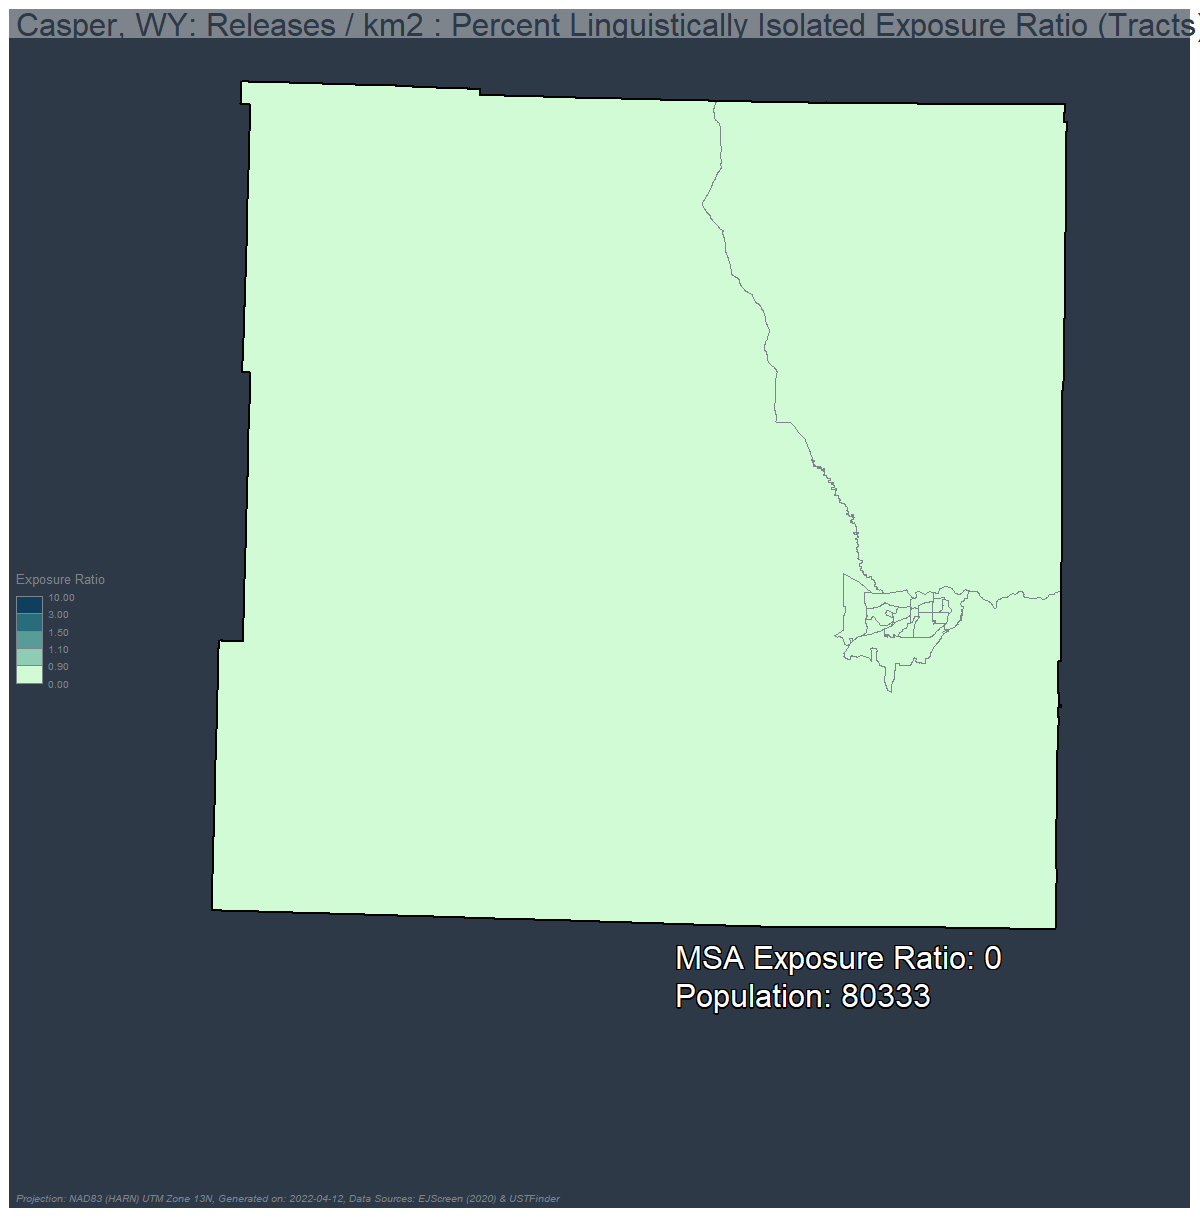 Casper, WY: Releases / km2 : Percent Linguistically Isolated Exposure Ratio (Tracts)
Exposure Ratio
10.00
3.00
1.50
1.10
0.90
0.00
MSA Exposure Ratio: 0
Population: 80333
Projection: NAD83 (HARN) UTM Zone 13N, Generated on: 2022-04-12, Data Sources: EJScreen (2020) & USTFinder